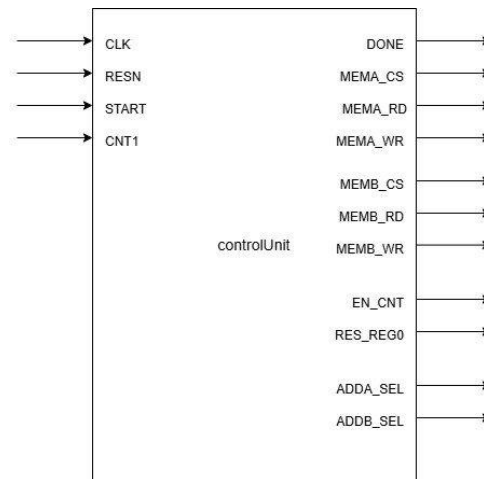 CLK
RESN
START
CNT1
controlUnit
DONE
MEMA_CS
MEMA_RD
MEMA_WR
MEMB_CS
MEMB_RD
MEMB_WR
EN_CNT
RES_REG0
ADDA_SEL
ADDB_SEL